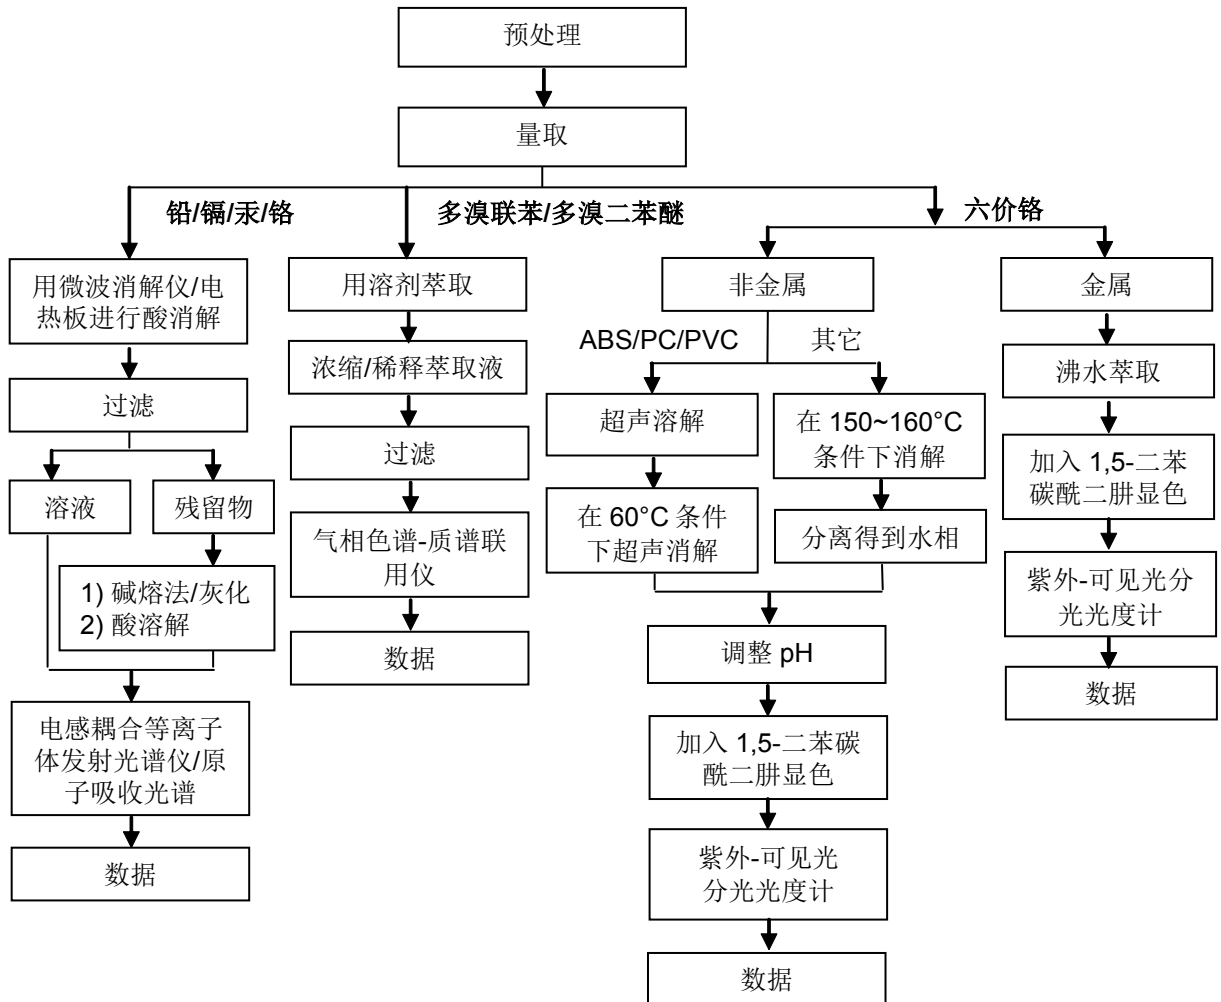 预处理
量取
铅/镉/汞/铬
多溴联苯/多溴二苯醚
六价铬
用微波消解仪/电
热板进行酸消解
过滤
溶液
残留物
1) 碱熔法/灰化
2) 酸溶解
电感耦合等离子
体发射光谱仪/原
子吸收光谱
数据
用溶剂萃取
浓缩/稀释萃取液
过滤
气相色谱-质谱联
用仪
数据
非金属
ABS/PC/PVC
其它
超声溶解
在 60°C 条件
下超声消解
在 150~160°C
条件下消解
分离得到水相
调整 pH
加入 1,5-二苯碳
酰二肼显色
紫外-可见光
分光光度计
数据
金属
沸水萃取
加入 1,5-二苯
碳酰二肼显色
紫外-可见光分
光光度计
数据